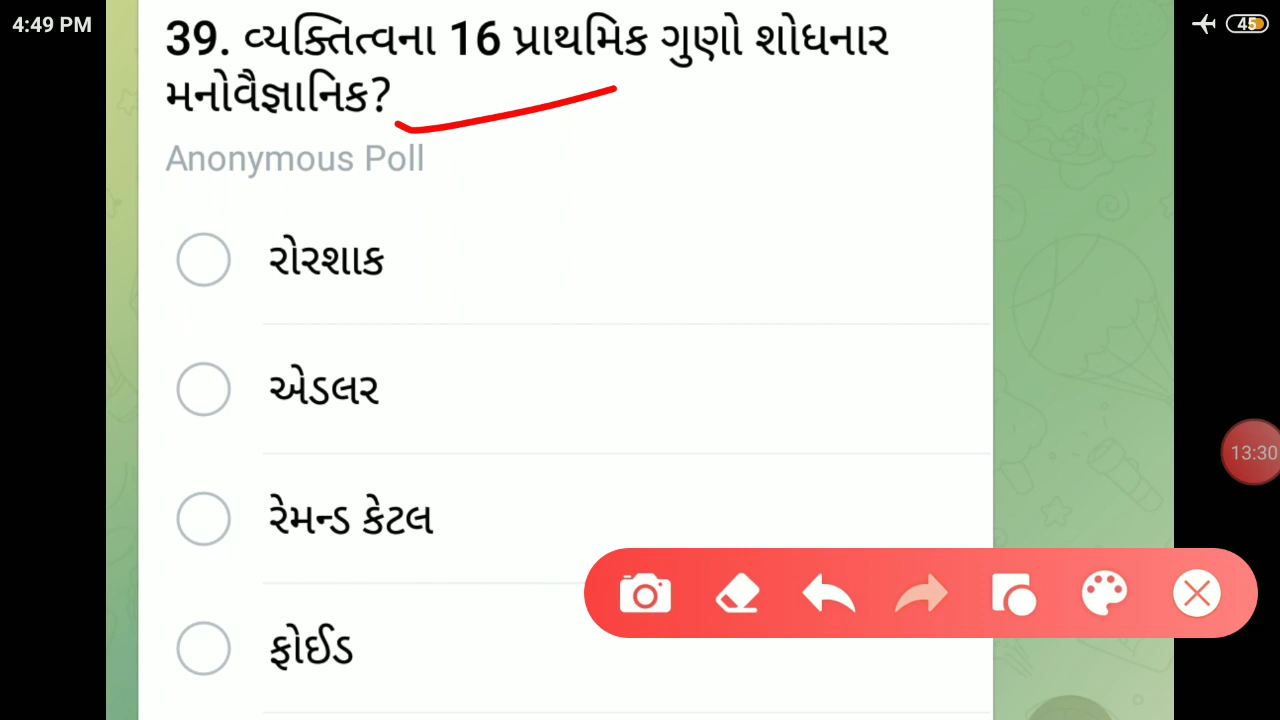 4:49 PM
45
39. વ્યક્તિત્વના 16 પ્રાથમિક ગુણો શોધનાર
મનોવૈજ્ઞાનિક?
Anonymous Poll
રોરશાક
એડલર
રેમન્ડ કેટલ
ફોઈડ
13:30